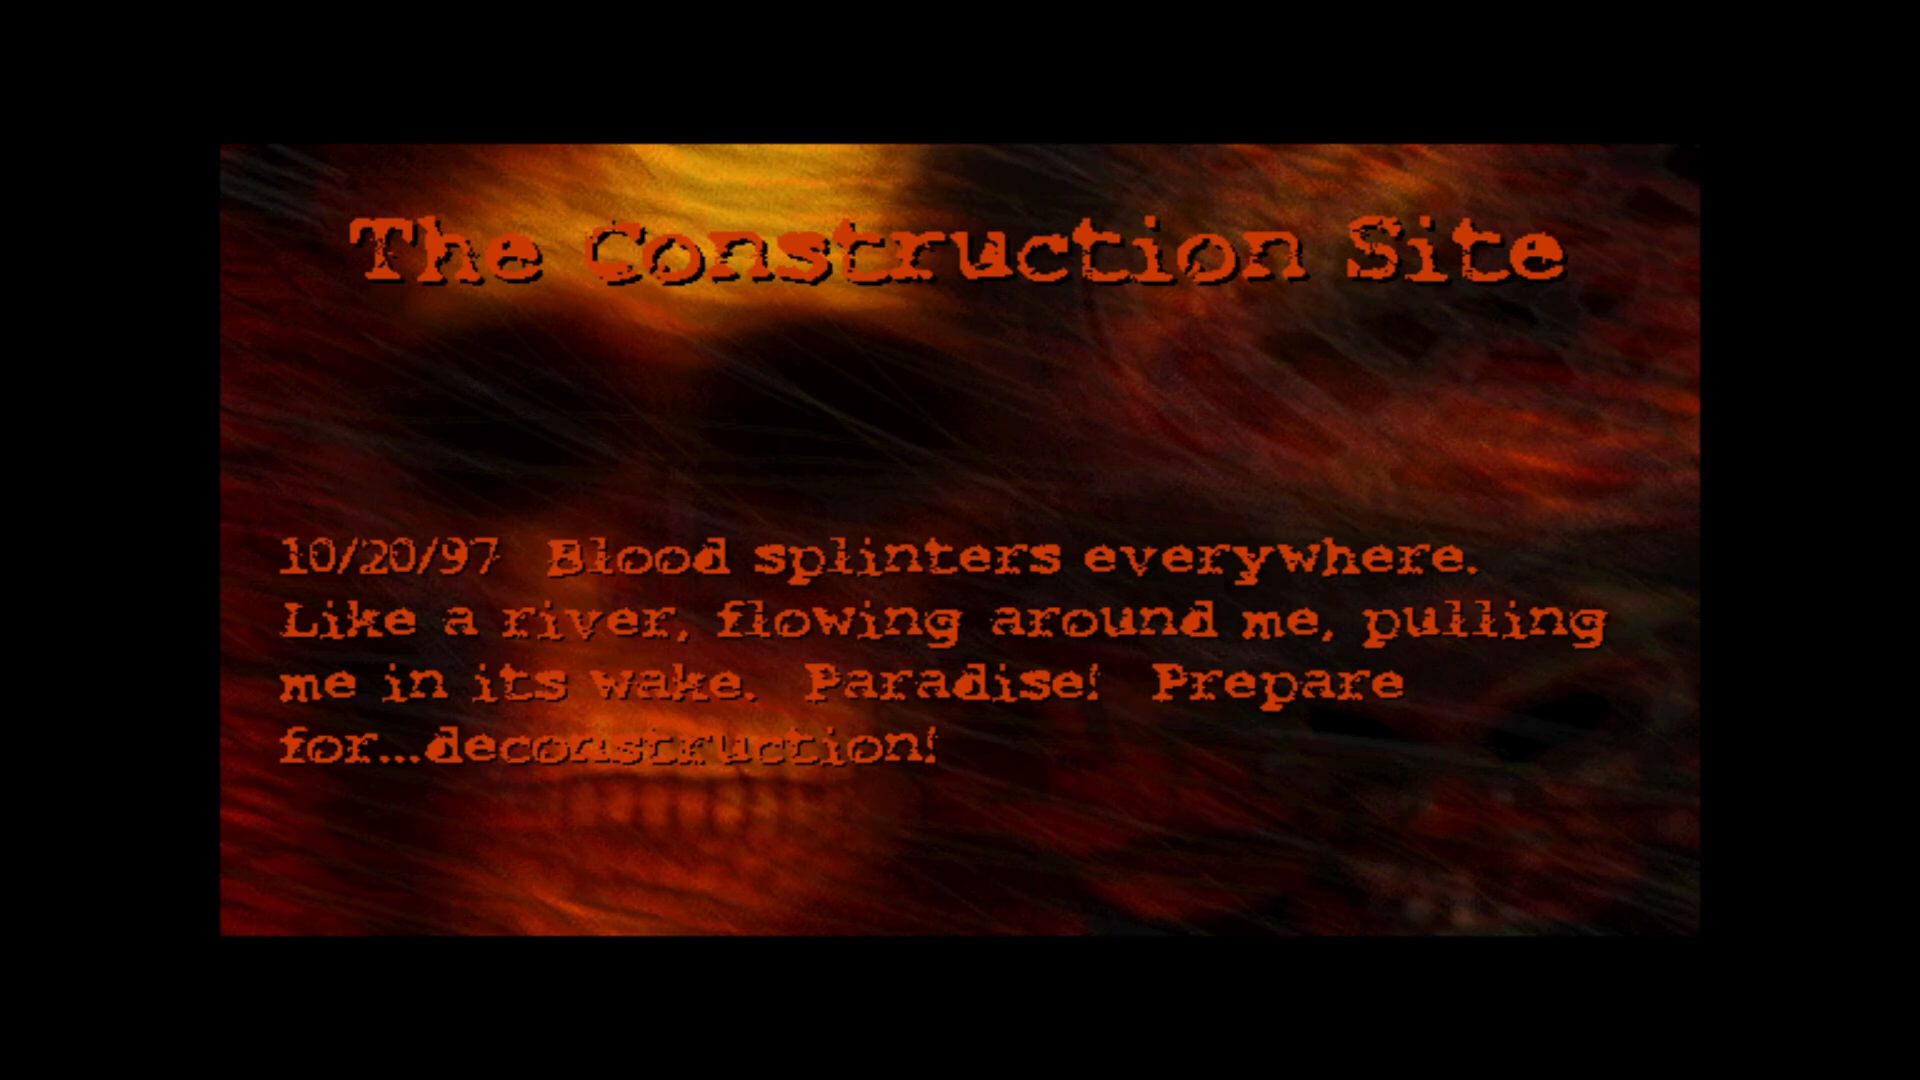 The Construction Site
10/20/97 Blood splinters everywhere.
Like a river, flowing around me, pulling
me in its wake. Paradise! Prepare
for...deconstruction!